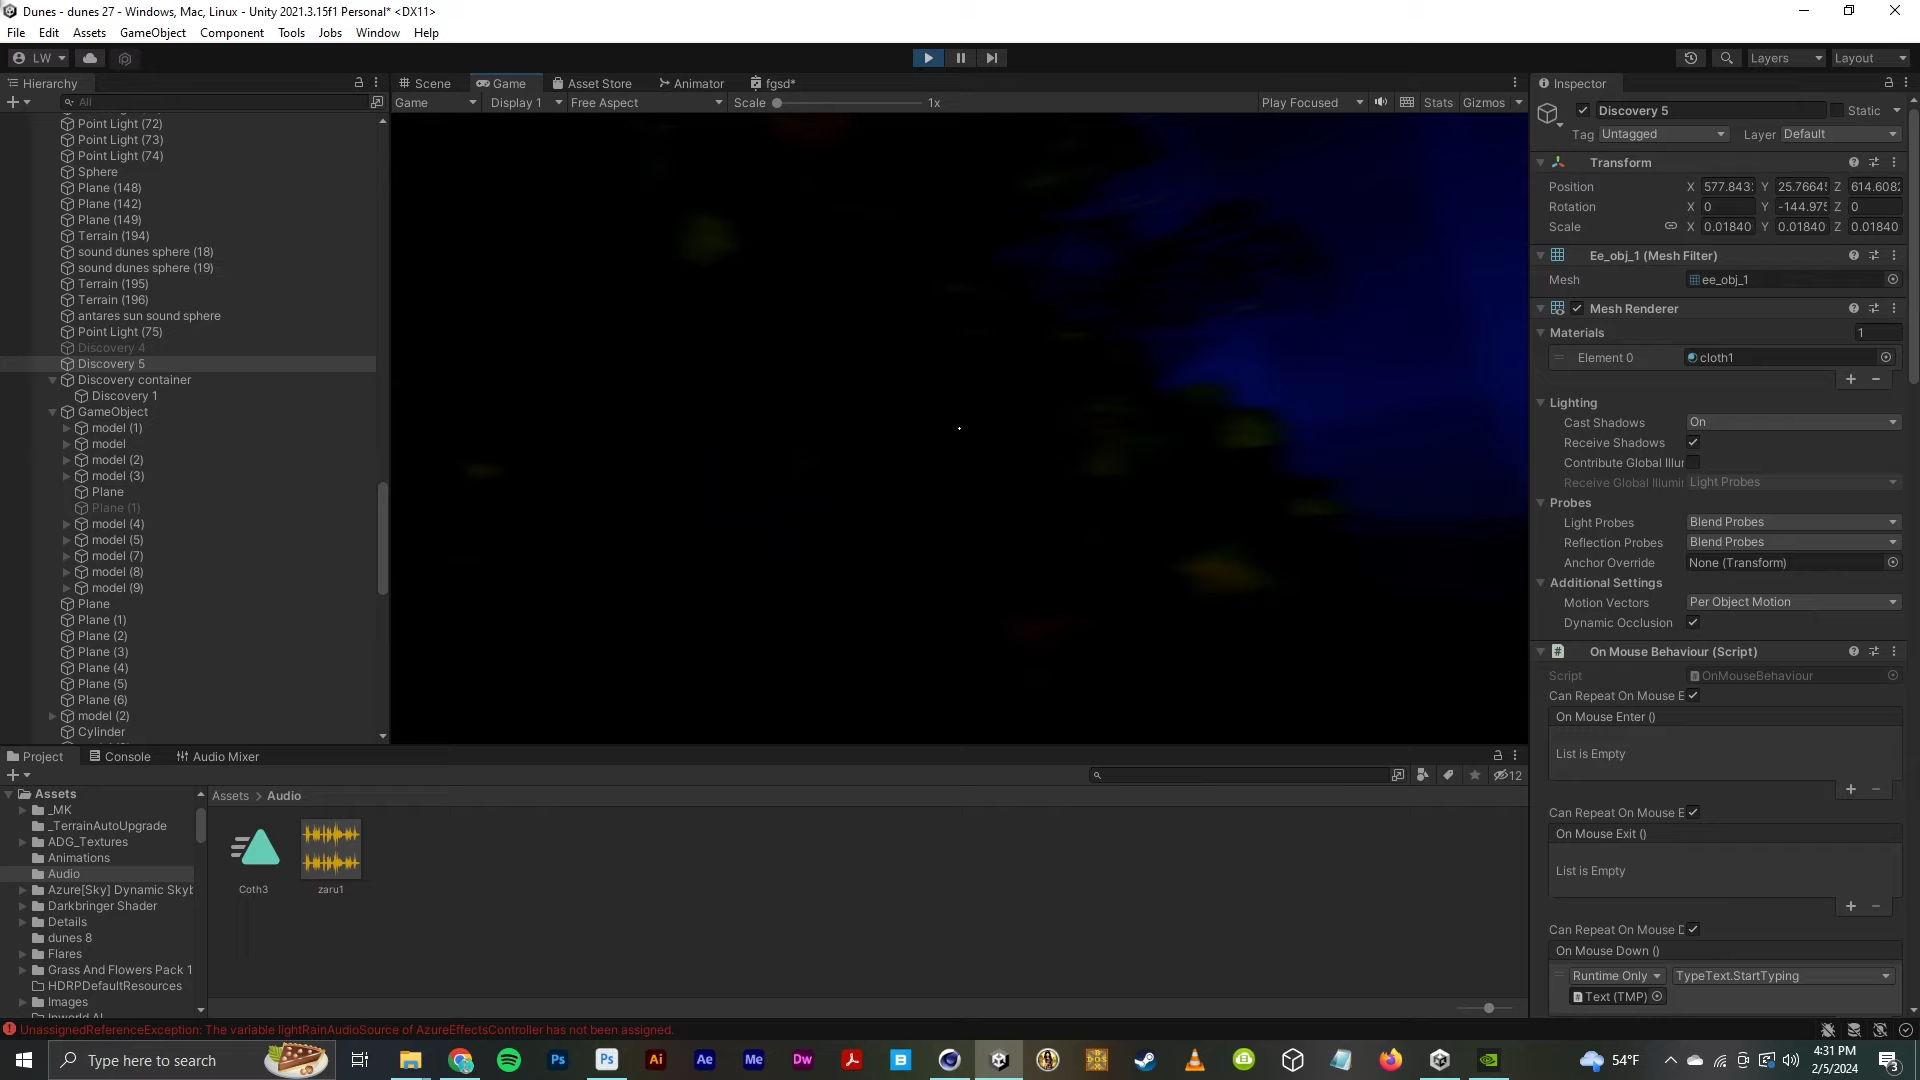 Dunes - dunes 27 - Windows, Mac, Linux - Unity 2021.3.15f1 Personal* <DX11>
File Edit Assets GameObject Component Tools Jobs Window Help
LW
Layers Layout
Hierarchy
All
Point Light (72)
Point Light (73)
Point Light (74)
Sphere
Plane (148)
Plane (142)
Plane (149)
Terrain (194)
sound dunes sphere (18)
sound dunes sphere (19)
Terrain (195)
Terrain (196)
antares sun sound sphere
Point Light (75)
Discovery 4
Discovery 5
Discovery container
Discovery 1
GameObject
model (1)
model
model (2)
model (3)
Plane
Plane (1)
model (4)
model (5)
model (7)
model (8)
model (9)
Plane
Plane (1)
Plane (2)
Plane (3)
Plane (4)
Plane (5)
Plane (6)
model (2)
Cylinder
Scene Game Asset Store Animator fgsd*
Game Display 1 Free Aspect Scale 1x Play Focused Stats Gizmos
Inspector
Discovery 5 Static
Tag Untagged Layer Default
Transform
Position X 577.843 Y 25.7664 Z 614.608
Rotation X 0 Y -144.975 Z 0
Scale X 0.01840 Y 0.01840 Z 0.01840
Ee_obj_1 (Mesh Filter)
Mesh ee_obj_1
Mesh Renderer
Materials 1
Element 0 cloth1
Lighting
Cast Shadows On
Receive Shadows
Contribute Global Illur
Receive Global Illumin Light Probes
Probes
Light Probes Blend Probes
Reflection Probes Blend Probes
Anchor Override None (Transform)
Additional Settings
Motion Vectors Per Object Motion
Dynamic Occlusion
On Mouse Behaviour (Script)
Script OnMouseBehaviour
Can Repeat On Mouse E
On Mouse Enter ()
List is Empty
Can Repeat On Mouse E
On Mouse Exit ()
List is Empty
Can Repeat On Mouse D
On Mouse Down ()
Runtime Only TypeText.StartTyping
Text (TMP)
Project Console Audio Mixer
12
Assets
_MK
_TerrainAutoUpgrade
ADG_Textures
Animations
Audio
Azure[Sky] Dynamic Skyb
Darkbringer Shader
Details
dunes 8
Flares
Grass And Flowers Pack 1
HDRPDefaultResources
Images
Assets > Audio
Coth3
zaru1
UnassignedReferenceException: The variable lightRainAudioSource of AzureEffectsController has not been assigned.
Type here to search
Ps Ps Ai Ae Me Dw
54°F
4:31 PM
2/5/2024
3